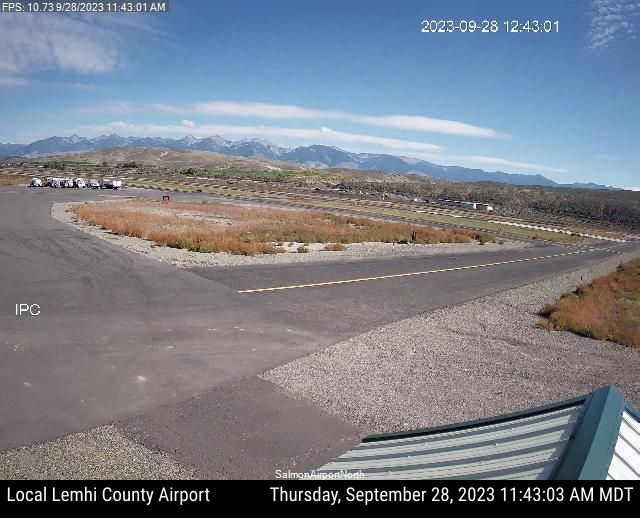 FPS: 10.73 9/28/2023 11:43:01 AM
2023-09-28 12:43:01
IPC
SalmonAirportNorth
Local Lemhi County Airport Thursday, September 28, 2023 11:43:03 AM MDT